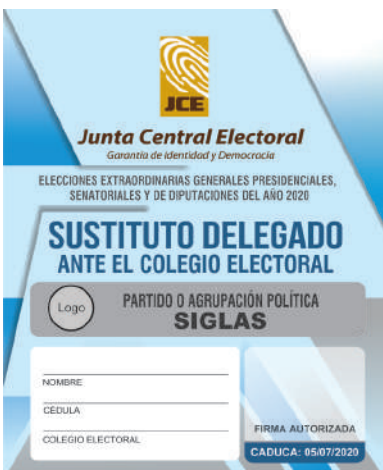 JCE
Junta Central Electoral
Garantía de Identidad y Democracia
ELECCIONES EXTRAORDINARIAS GENERALES PRESIDENCIALES,
SENATORIALES Y DE DIPUTACIONES DEL AÑO 2020
SUSTITUTO DELEGADO
ANTE EL COLEGIO ELECTORAL
Logo
PARTIDO O AGRUPACIÓN POLÍTICA
SIGLAS
NOMBRE
CÉDULA
COLEGIO ELECTORAL
FIRMA AUTORIZADA
CADUCA: 05/07/2020